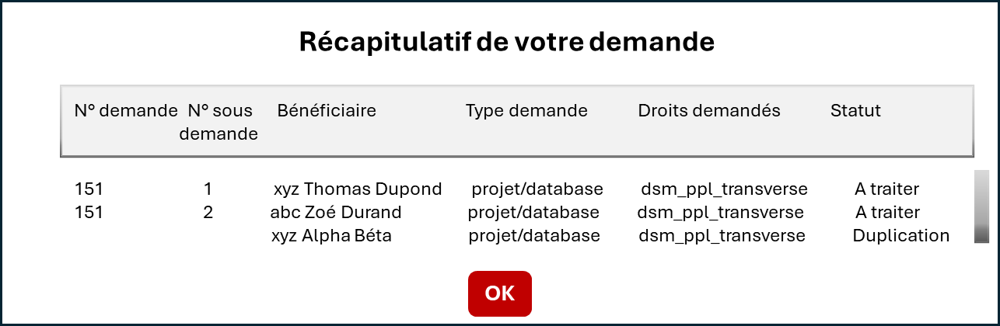 Récapitulatif de votre demande
N° demande N° sous demande Bénéficiaire Type demande Droits demandés Statut
151 1 xyz Thomas Dupond projet/database dsm_ppl_transverse A traiter
151 2 abc Zoé Durand projet/database dsm_ppl_transverse A traiter
xyz Alpha Béta projet/database dsm_ppl_transverse Duplication
OK